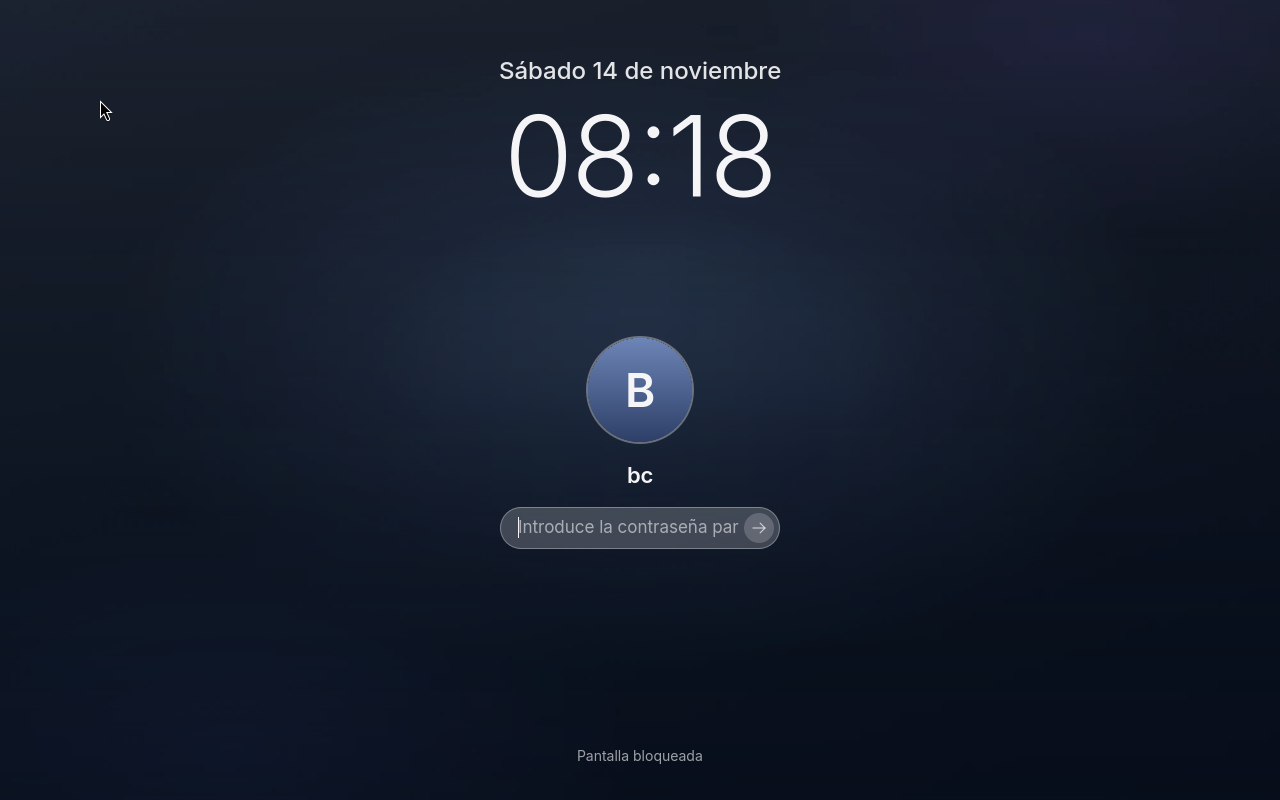 Sábado 14 de noviembre
08:18
B
bc
Introduce la contraseña par
Pantalla bloqueada